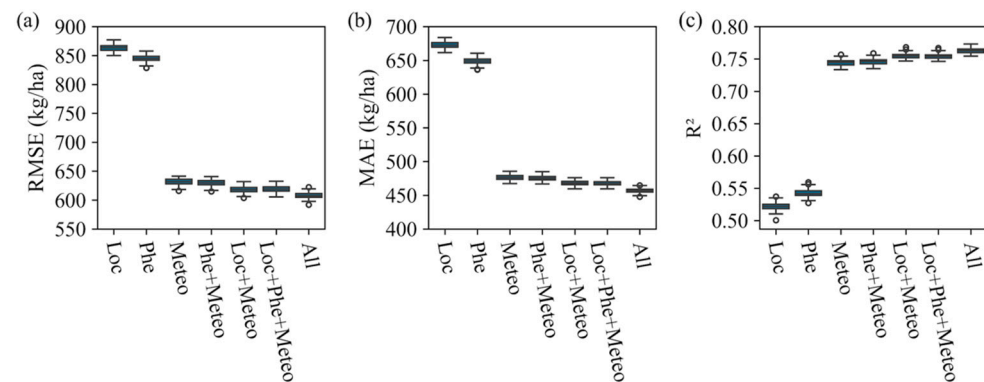 (a)
RMSE (kg/ha)
900
850
800
750
700
650
600
550
Loc
Phe
Meteo
Phe+Meteo
Loc+Meteo
Loc+Phe+Meteo
All
(b)
MAE (kg/ha)
700
650
600
550
500
450
400
Loc
Phe
Meteo
Phe+Meteo
Loc+Meteo
Loc+Phe+Meteo
All
(c)
R²
0.80
0.75
0.70
0.65
0.60
0.55
0.50
Loc
Phe
Meteo
Phe+Meteo
Loc+Meteo
Loc+Phe+Meteo
All